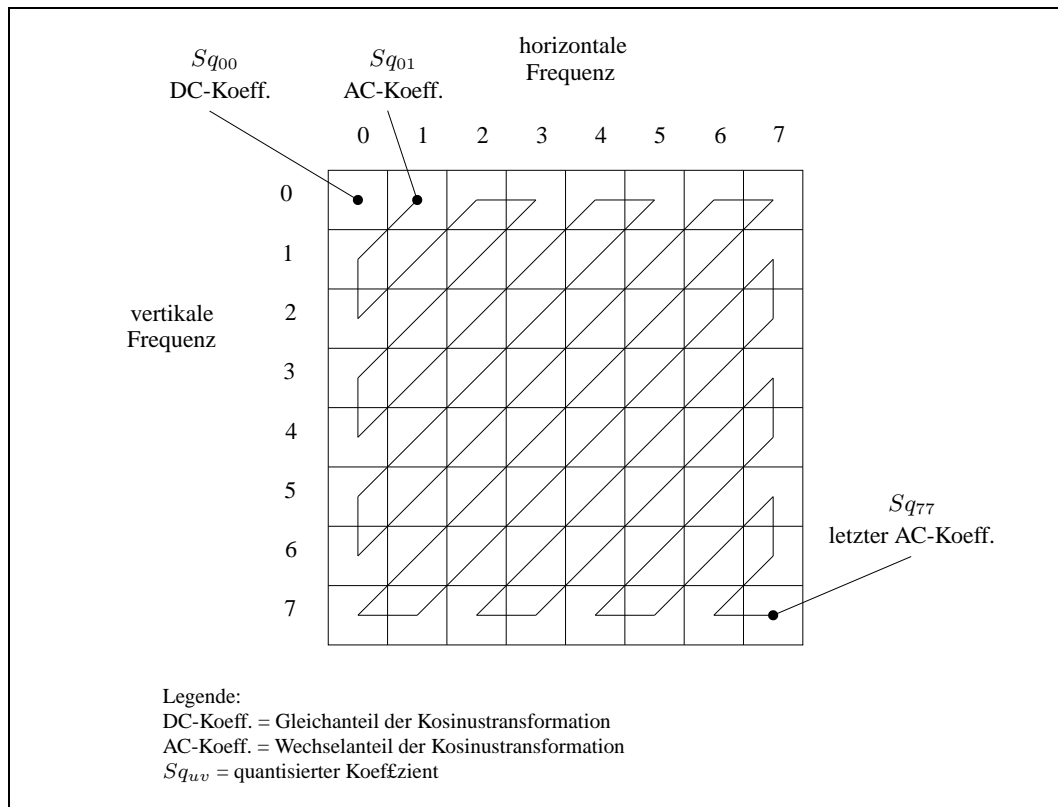 horizontale
Frequenz
Sq00
DC-Koeff.
Sq01
AC-Koeff.
0 1 2 3 4 5 6 7
0
1
2
3
4
5
6
7
vertikale
Frequenz
Sq77
letzter AC-Koeff.
Legende:
DC-Koeff. = Gleichanteil der Kosinustransformation
AC-Koeff. = Wechselanteil der Kosinustransformation
Squv = quantisierter Koef£zient